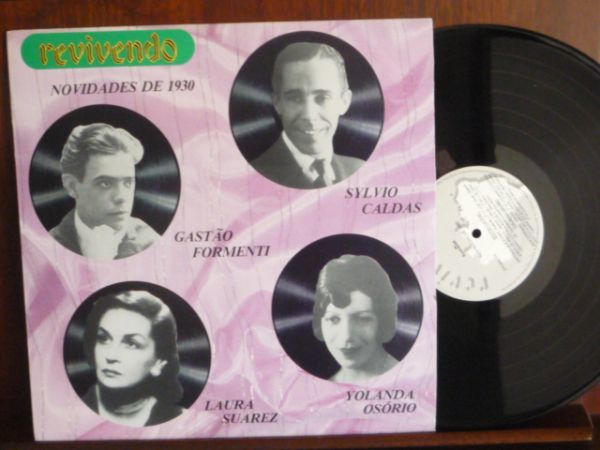 revivendo
NOVIDADES DE 1930
SYLVIO
CALDAS
GASTÃO
FORMENTI
LAURA
SUAREZ
YOLANDA
OSÓRIO